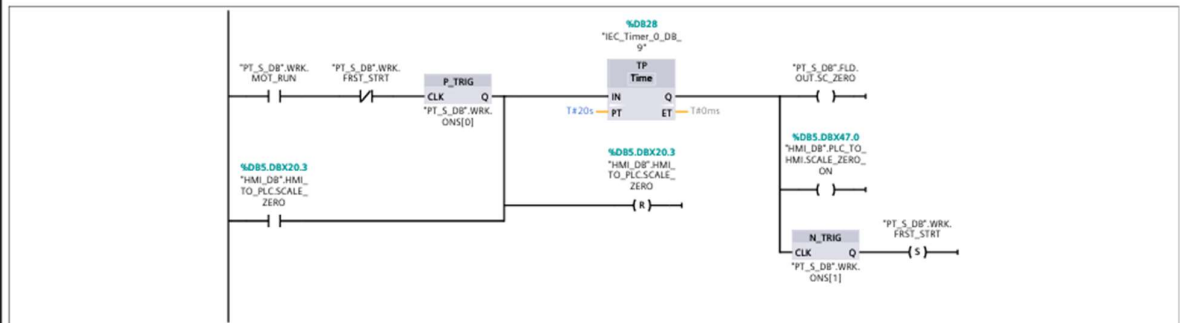 %DB28
"IEC_Timer_0_DB_
9"
TP
Time
"PT_S_DB".WRK.
MOT_RUN
"PT_S_DB".WRK.
FRST_STRT
P_TRIG
CLK Q
"PT_S_DB".WRK.
ONS[0]
IN Q
T#20s PT ET T#0ms
"PT_S_DB".FLD.
OUT.SC_ZERO
%DB5.DBX47.0
"HMI_DB".PLC_TO_
HMI.SCALE_ZERO_
ON
%DB5.DBX20.3
"HMI_DB".HMI_
TO_PLC.SCALE_
ZERO
R
%DB5.DBX20.3
"HMI_DB".HMI_
TO_PLC.SCALE_
ZERO
N_TRIG
CLK Q
"PT_S_DB".WRK.
ONS[1]
"PT_S_DB".WRK.
FRST_STRT
S